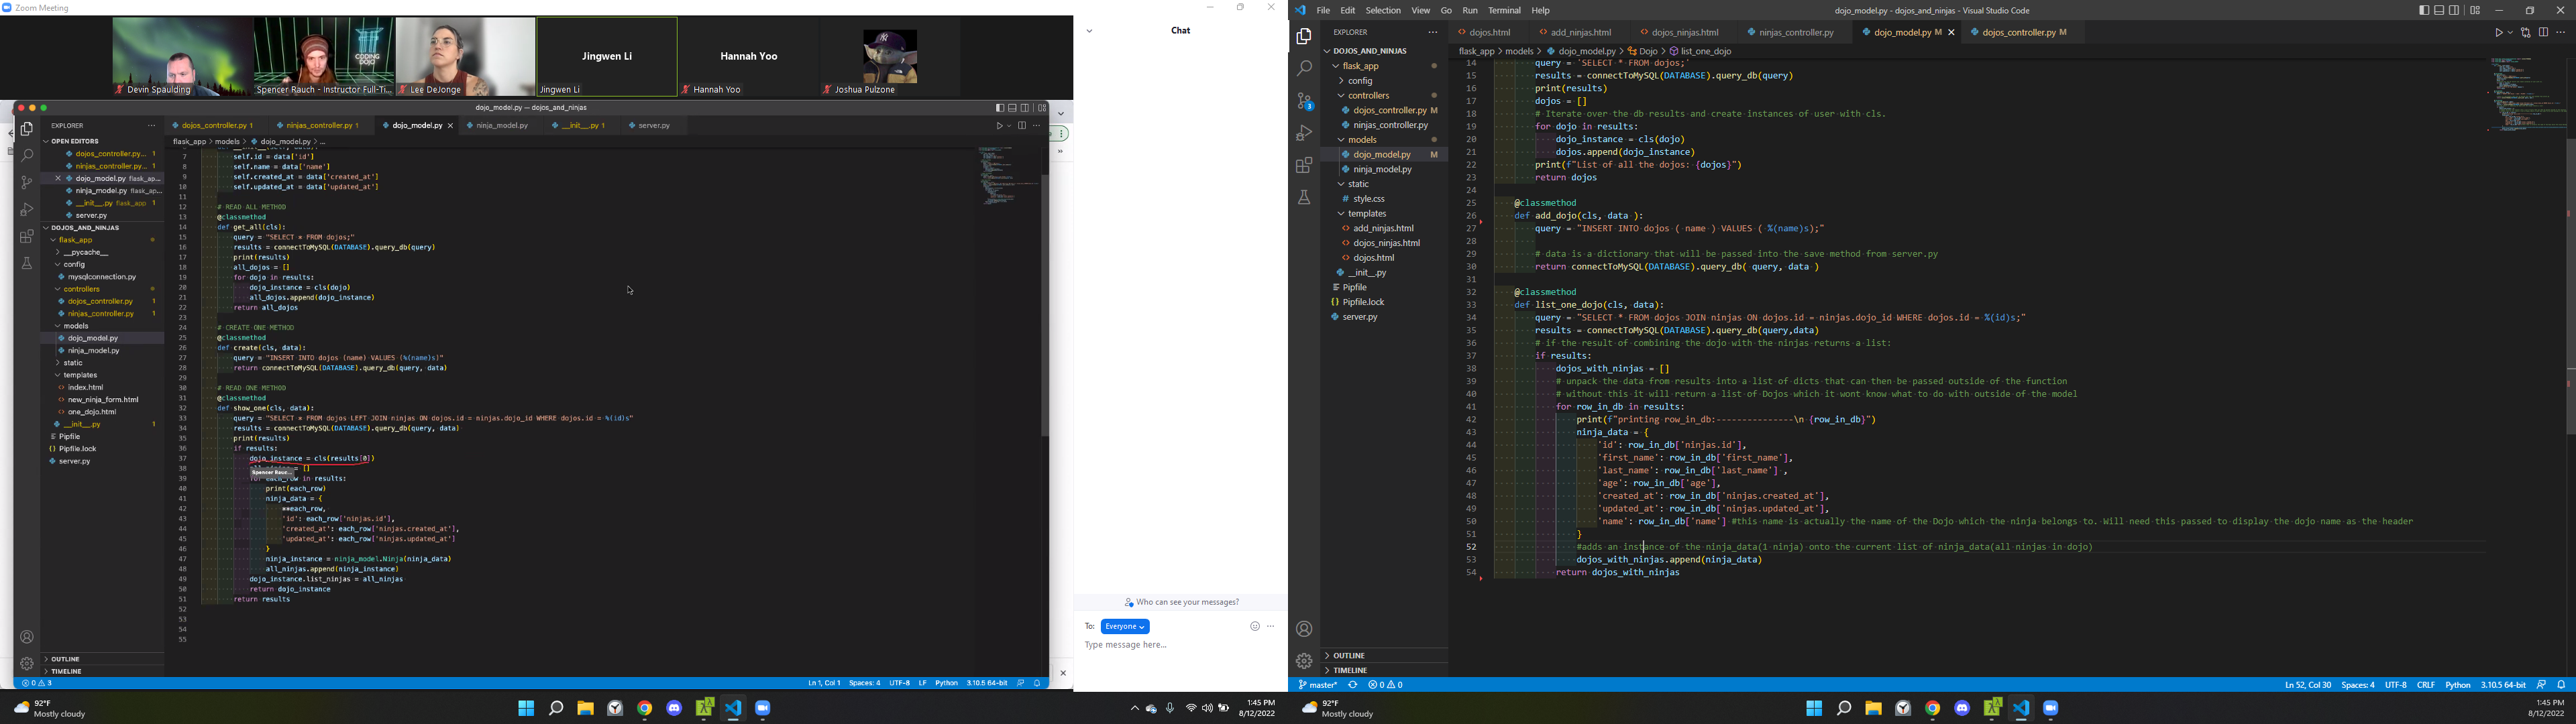 Zoom Meeting
Devin Spaulding
Spencer Rauch - Instructor Full-Ti...
CODING DOJO
Lee DeJonge
Jingwen Li
Jingwen Li
Hannah Yoo
Hannah Yoo
Joshua Pulzone
dojo_model.py — dojos_and_ninjas
EXPLORER
OPEN EDITORS
dojos_controller.py... 1
ninjas_controller.py... 1
dojo_model.py flask_ap...
ninja_model.py flask_ap...
__init__.py flask_app 1
server.py
DOJOS_AND_NINJAS
flask_app
__pycache__
config
mysqlconnection.py
controllers
dojos_controller.py 1
ninjas_controller.py 1
models
dojo_model.py
ninja_model.py
static
templates
index.html
new_ninja_form.html
one_dojo.html
__init__.py 1
Pipfile
Pipfile.lock
server.py
OUTLINE
TIMELINE
dojos_controller.py 1
ninjas_controller.py 1
dojo_model.py
ninja_model.py
__init__.py 1
server.py
flask_app > models > dojo_model.py > ...
7 self.id = data['id']
8 self.name = data['name']
9 self.created_at = data['created_at']
10 self.updated_at = data['updated_at']
11
12 # READ ALL METHOD
13 @classmethod
14 def get_all(cls):
15 query = "SELECT * FROM dojos;"
16 results = connectToMySQL(DATABASE).query_db(query)
17 print(results)
18 all_dojos = []
19 for dojo in results:
20 dojo_instance = cls(dojo)
21 all_dojos.append(dojo_instance)
22 return all_dojos
23
24 # CREATE ONE METHOD
25 @classmethod
26 def create(cls, data):
27 query = "INSERT INTO dojos (name) VALUES (%(name)s)"
28 return connectToMySQL(DATABASE).query_db(query, data)
29
30 # READ ONE METHOD
31 @classmethod
32 def show_one(cls, data):
33 query = "SELECT * FROM dojos LEFT JOIN ninjas ON dojos.id = ninjas.dojo_id WHERE dojos.id = %(id)s"
34 results = connectToMySQL(DATABASE).query_db(query, data)
35 print(results)
36 if results:
37 dojo_instance = cls(results[0])
38 all_ninjas = []
Spencer Rauc...
39 for each_row in results:
40 print(each_row)
41 ninja_data = {
42 **each_row,
43 'id': each_row['ninjas.id'],
44 'created_at': each_row['ninjas.created_at'],
45 'updated_at': each_row['ninjas.updated_at']
46 }
47 ninja_instance = ninja_model.Ninja(ninja_data)
48 all_ninjas.append(ninja_instance)
49 dojo_instance.list_ninjas = all_ninjas
50 return dojo_instance
51 return results
52
53
54
55
0 3
Ln 1, Col 1 Spaces: 4 UTF-8 LF Python 3.10.5 64-bit
Chat
Who can see your messages?
To: Everyone
Type message here...
92°F
Mostly cloudy
1:45 PM
8/12/2022
File Edit Selection View Go Run Terminal Help
dojo_model.py - dojos_and_ninjas - Visual Studio Code
EXPLORER
DOJOS_AND_NINJAS
flask_app
config
controllers
dojos_controller.py M
ninjas_controller.py
models
dojo_model.py M
ninja_model.py
static
style.css
templates
add_ninjas.html
dojos_ninjas.html
dojos.html
__init__.py
Pipfile
Pipfile.lock
server.py
3
OUTLINE
TIMELINE
dojos.html
add_ninjas.html
dojos_ninjas.html
ninjas_controller.py
dojo_model.py M
dojos_controller.py M
flask_app > models > dojo_model.py > Dojo > list_one_dojo
14 query = 'SELECT * FROM dojos;'
15 results = connectToMySQL(DATABASE).query_db(query)
16 print(results)
17 dojos = []
18 # Iterate over the db results and create instances of user with cls.
19 for dojo in results:
20 dojo_instance = cls(dojo)
21 dojos.append(dojo_instance)
22 print(f"List of all the dojos: {dojos}")
23 return dojos
24
25 @classmethod
26 def add_dojo(cls, data ):
27 query = "INSERT INTO dojos ( name ) VALUES ( %(name)s);"
28
29 # data is a dictionary that will be passed into the save method from server.py
30 return connectToMySQL(DATABASE).query_db( query, data )
31
32 @classmethod
33 def list_one_dojo(cls, data):
34 query = "SELECT * FROM dojos JOIN ninjas ON dojos.id = ninjas.dojo_id WHERE dojos.id = %(id)s;"
35 results = connectToMySQL(DATABASE).query_db(query,data)
36 # if the result of combining the dojo with the ninjas returns a list:
37 if results:
38 dojos_with_ninjas = []
39 # unpack the data from results into a list of dicts that can then be passed outside of the function
40 # without this it will return a list of Dojos which it wont know what to do with outside of the model
41 for row_in_db in results:
42 print(f"printing row_in_db:---------------\n {row_in_db}")
43 ninja_data = {
44 'id': row_in_db['ninjas.id'],
45 'first_name': row_in_db['first_name'],
46 'last_name': row_in_db['last_name'] ,
47 'age': row_in_db['age'],
48 'created_at': row_in_db['ninjas.created_at'],
49 'updated_at': row_in_db['ninjas.updated_at'],
50 'name': row_in_db['name'] #this name is actually the name of the Dojo which the ninja belongs to. Will need this passed to display the dojo name as the header
51 }
52 #adds an instance of the ninja_data(1 ninja) onto the current list of ninja_data(all ninjas in dojo)
53 dojos_with_ninjas.append(ninja_data)
54 return dojos_with_ninjas
master* 0 0
Ln 52, Col 30 Spaces: 4 UTF-8 CRLF Python 3.10.5 64-bit
92°F
Mostly cloudy
1:45 PM
8/12/2022